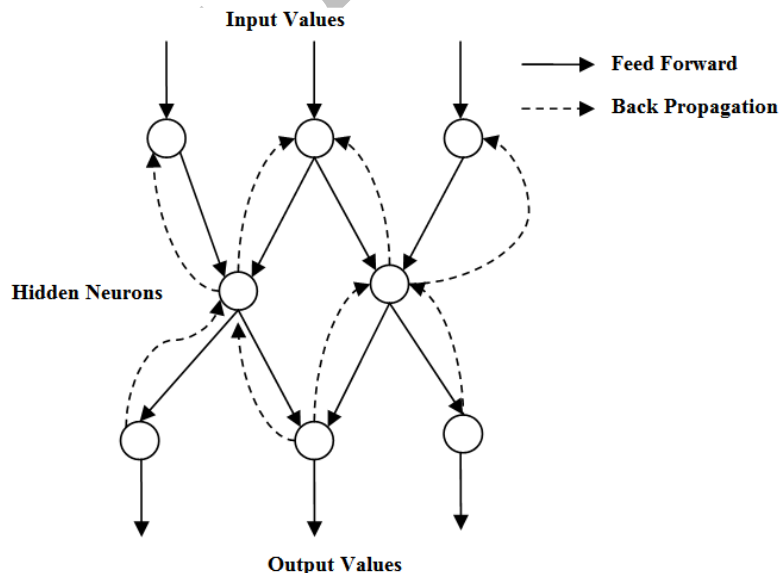 Input Values
Feed Forward
Back Propagation
Hidden Neurons
Output Values